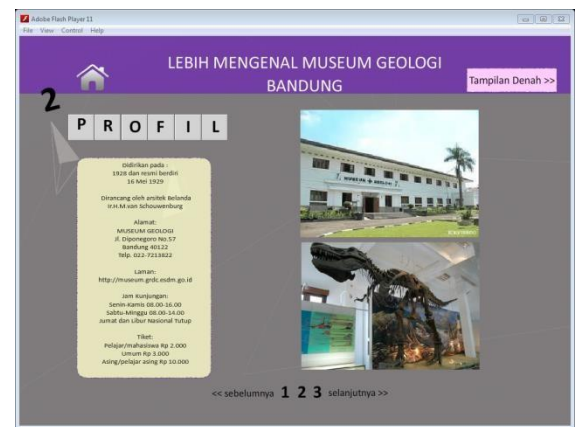 Adobe Flash Player 11
File View Control Help
LEBIH MENGENAL MUSEUM GEOLOGI
BANDUNG
Tampilan Denah >>
2
P R O F I L
Didirikan pada :
1928 dan resmi berdiri
16 Mei 1929
Dirancang oleh arsitek Belanda
Ir.H.M.van Schouwenburg
Alamat:
MUSEUM GEOLOGI
Jl. Diponegoro No.57
Bandung 40122
Telp. 022-7213822
Laman:
http://museum.grdc.esdm.go.id
Jam Kunjungan:
Senin-Kamis 08.00-16.00
Sabtu-Minggu 08.00-14.00
Jumat dan Libur Nasional Tutup
Tiket:
Pelajar/mahasiswa Rp 2.000
Umum Rp 3.000
Asing/pelajar asing Rp 10.000
MUSEUM GEOLOGI
<< sebelumnya 1 2 3 selanjutnya >>